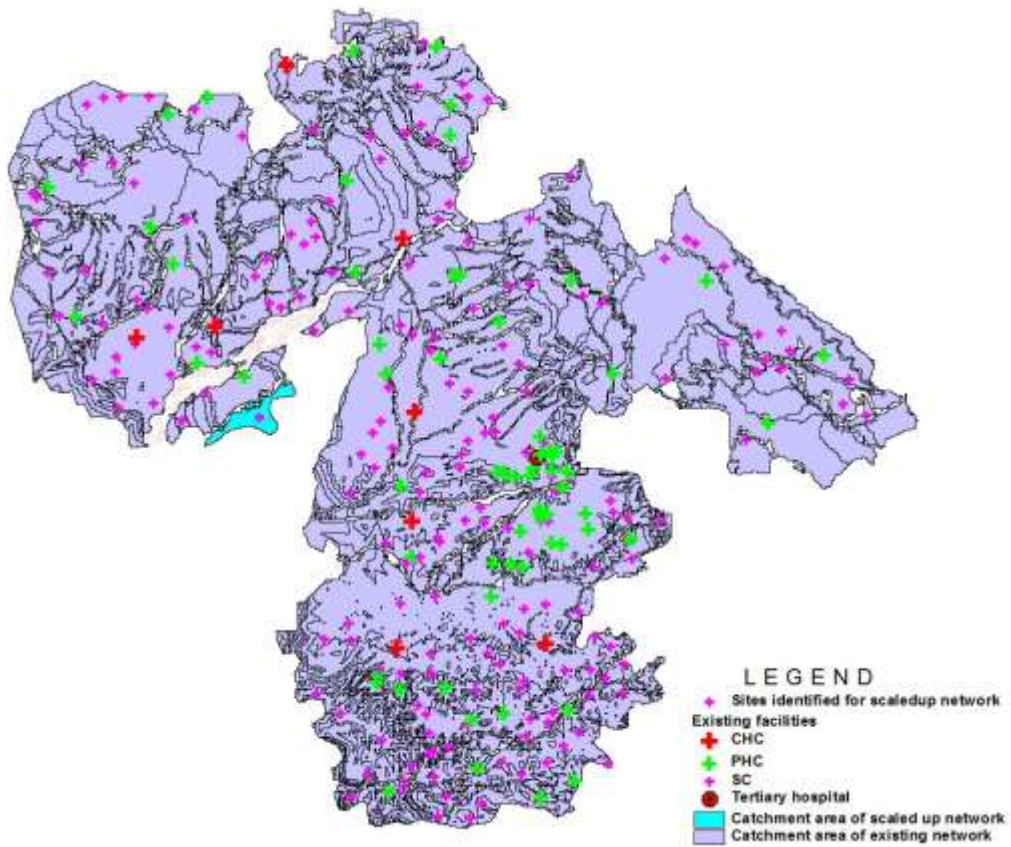 LEGEND
Sites identified for scaledup network
Existing facilities
CHC
PHC
SC
Tertiary hospital
Catchment area of scaled up network
Catchment area of existing network